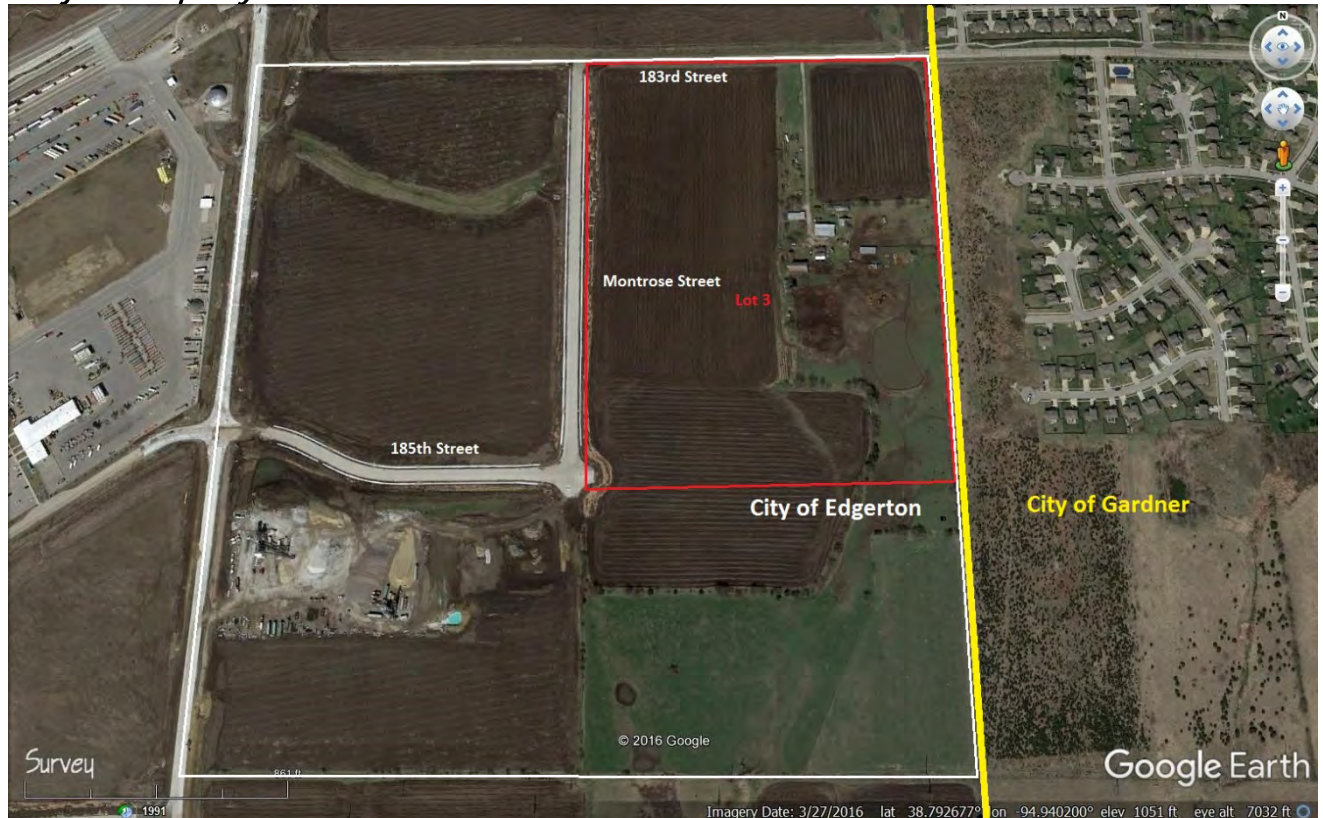 N
183rd Street
Montrose Street
Lot 3
185th Street
City of Edgerton
City of Gardner
© 2016 Google
Survey
861 ft
Google Earth
1991
Imagery Date: 3/27/2016 lat 38.792677° lon -94.940200° elev 1051 ft eye alt 7032 ft